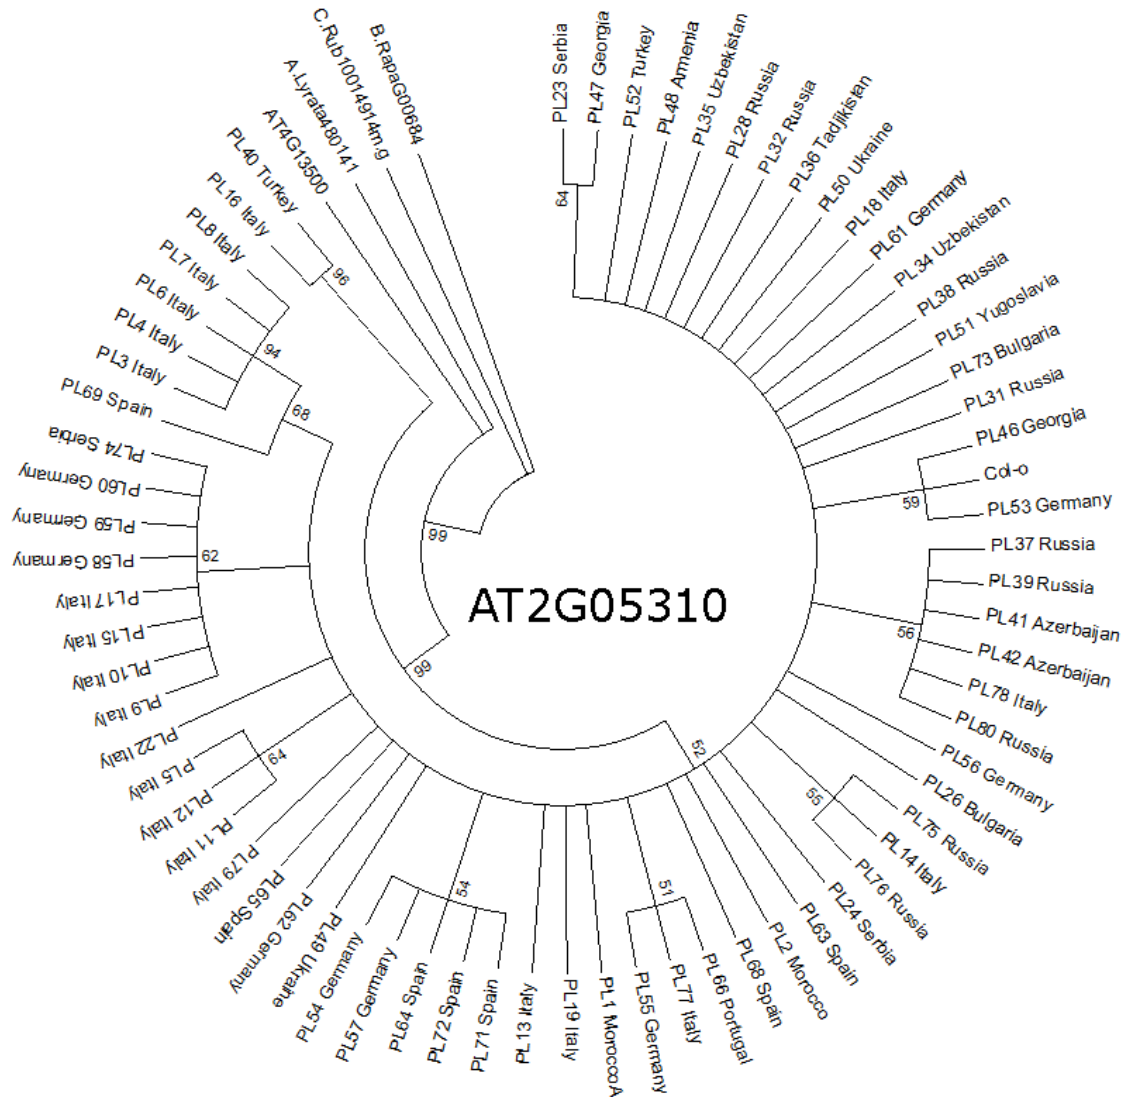 PL23 Serbia
PL47 Georgia
PL52 Turkey
PL48 Armenia
PL35 Uzbekistan
PL28 Russia
PL32 Russia
PL36 Tadjikistan
PL50 Ukraine
PL18 Italy
PL61 Germany
PL34 Uzbekistan
PL38 Russia
PL51 Yugoslavia
PL73 Bulgaria
PL31 Russia
PL46 Georgia
Col-o
PL53 Germany
PL37 Russia
PL39 Russia
PL41 Azerbaijan
PL42 Azerbaijan
PL78 Italy
PL80 Russia
PL56 Germany
PL26 Bulgaria
PL75 Russia
PL14 Italy
PL76 Russia
PL24 Serbia
PL63 Spain
PL2 Morocco
PL68 Spain
PL66 Portugal
PL77 Italy
PL55 Germany
PL1 MoroccoA
PL19 Italy
PL13 Italy
PL71 Spain
PL72 Spain
PL64 Spain
PL57 Germany
PL54 Germany
PL49 Ukraine
PL62 Germany
PL65 Spain
PL79 Italy
PL11 Italy
PL12 Italy
PL5 Italy
PL22 Italy
PL9 Italy
PL10 Italy
PL15 Italy
PL17 Italy
PL58 Germany
PL59 Germany
PL60 Germany
PL74 Serbia
PL69 Spain
PL3 Italy
PL4 Italy
PL6 Italy
PL7 Italy
PL8 Italy
PL16 Italy
PL40 Turkey
AT4G13500
A.Lyrata480141
C.Rub10014914m.g
B.RapaG00684
64
59
56
55
52
51
54
64
62
68
94
96
99
99
AT2G05310